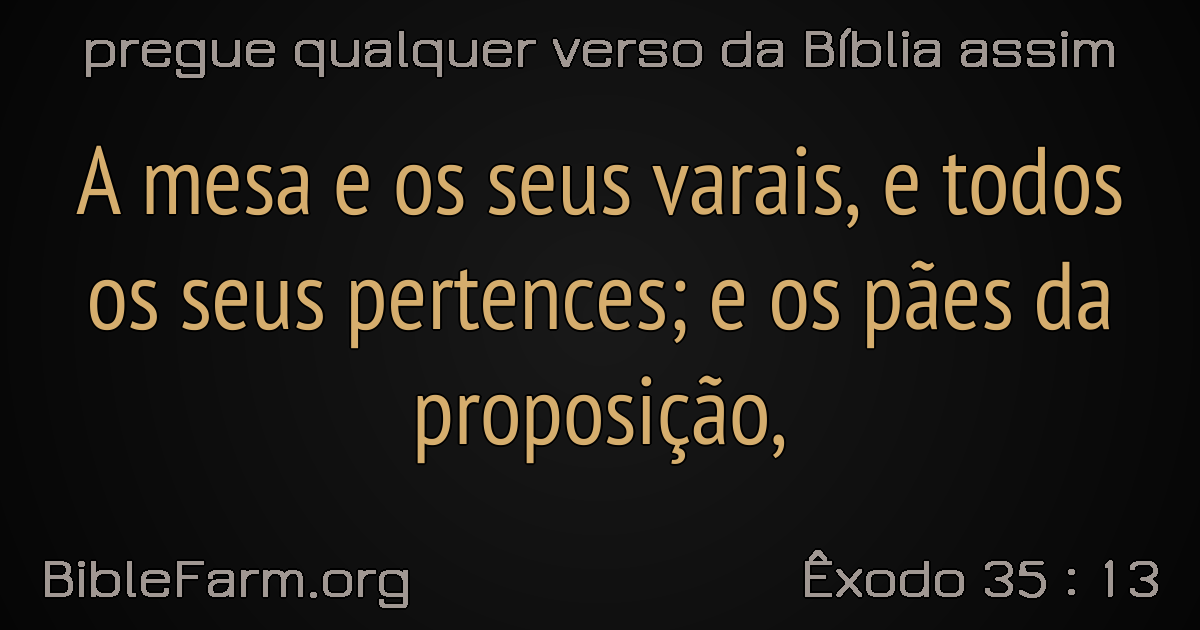 pregue qualquer verso da Bíblia assim
A mesa e os seus varais, e todos
os seus pertences; e os pães da
proposição,
BibleFarm.org
Êxodo 35 : 13